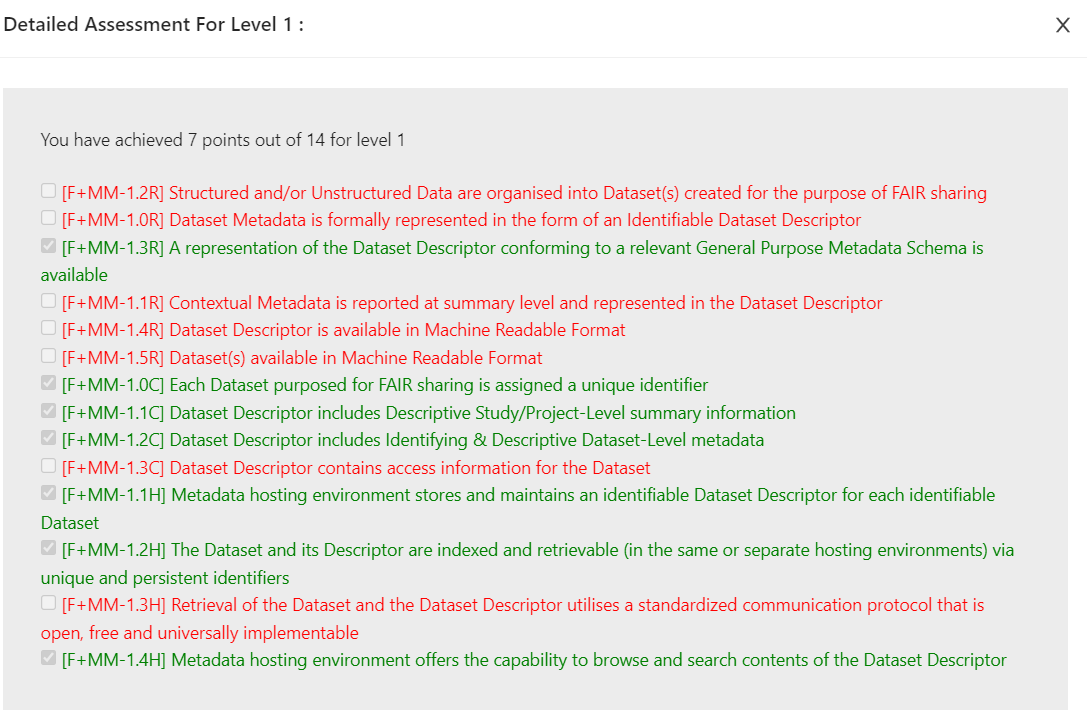 Detailed Assessment For Level 1 :
X
You have achieved 7 points out of 14 for level 1
[F+MM-1.2R] Structured and/or Unstructured Data are organised into Dataset(s) created for the purpose of FAIR sharing
[F+MM-1.0R] Dataset Metadata is formally represented in the form of an Identifiable Dataset Descriptor
[F+MM-1.3R] A representation of the Dataset Descriptor conforming to a relevant General Purpose Metadata Schema is
available
[F+MM-1.1R] Contextual Metadata is reported at summary level and represented in the Dataset Descriptor
[F+MM-1.4R] Dataset Descriptor is available in Machine Readable Format
[F+MM-1.5R] Dataset(s) available in Machine Readable Format
[F+MM-1.0C] Each Dataset purposed for FAIR sharing is assigned a unique identifier
[F+MM-1.1C] Dataset Descriptor includes Descriptive Study/Project-Level summary information
[F+MM-1.2C] Dataset Descriptor includes Identifying & Descriptive Dataset-Level metadata
[F+MM-1.3C] Dataset Descriptor contains access information for the Dataset
[F+MM-1.1H] Metadata hosting environment stores and maintains an identifiable Dataset Descriptor for each identifiable
Dataset
[F+MM-1.2H] The Dataset and its Descriptor are indexed and retrievable (in the same or separate hosting environments) via
unique and persistent identifiers
[F+MM-1.3H] Retrieval of the Dataset and the Dataset Descriptor utilises a standardized communication protocol that is
open, free and universally implementable
[F+MM-1.4H] Metadata hosting environment offers the capability to browse and search contents of the Dataset Descriptor